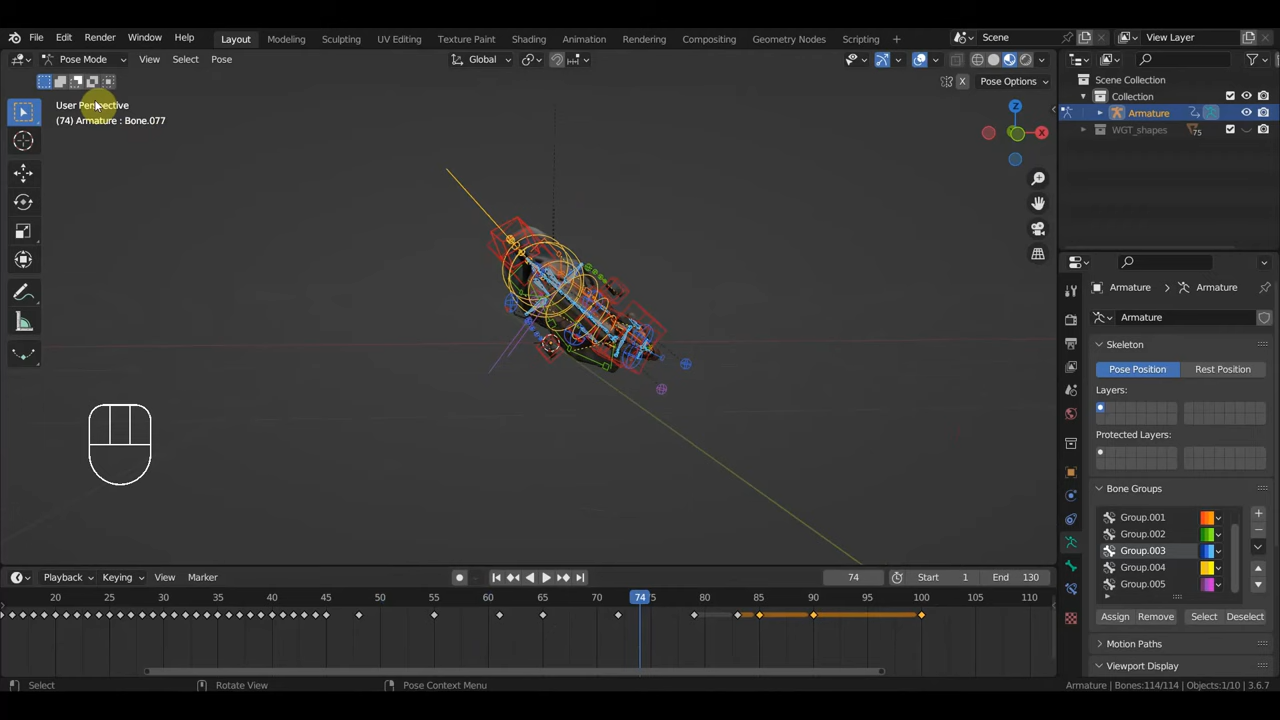 File Edit Render Window Help Layout Modeling Sculpting UV Editing Texture Paint Shading Animation Rendering Compositing Geometry Nodes Scripting + Scene View Layer
Pose Mode View Select Pose Global
X Pose Options
User Perspective
(74) Armature : Bone.077
Z
X
Scene Collection
Collection
Armature
WGT_shapes 75
Armature > Armature
Armature
Skeleton
Pose Position Rest Position
Layers:
Protected Layers:
Bone Groups
Group.001
Group.002
Group.003
Group.004
Group.005
Assign Remove Select Deselect
Motion Paths
Viewport Display
Playback Keying View Marker 74 Start 1 End 130
20 25 30 35 40 45 50 55 60 65 70 74 75 80 85 90 95 100 105 110
Select Rotate View Pose Context Menu Armature | Bones:114/114 | Objects:1/10 | 3.6.7